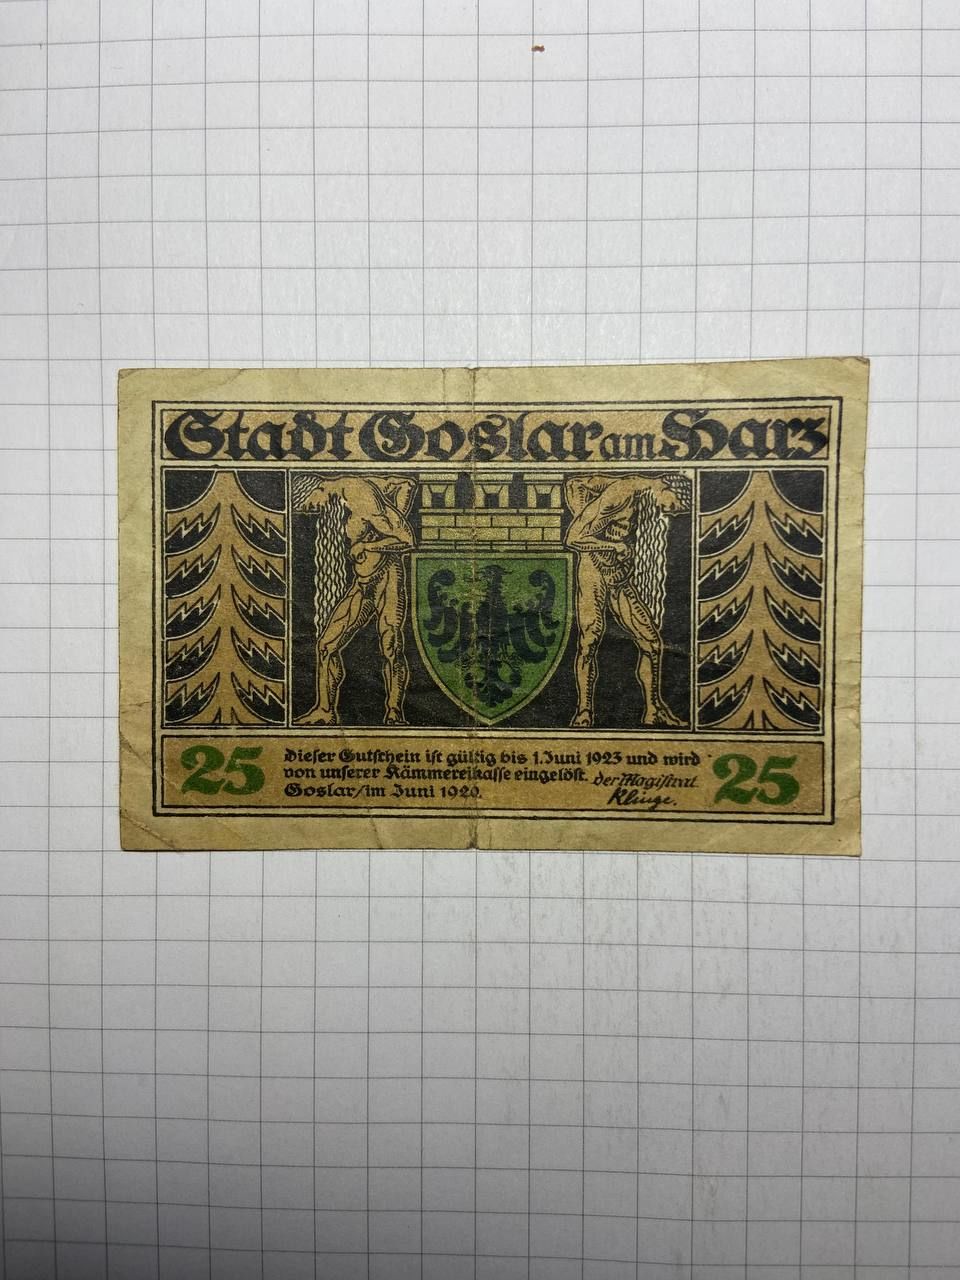 Stadt Goslar am Harz
25 Dieser Gutschein ist gültig bis 1. Juni 1923 und wird 25
von unserer Kämmereikasse eingelöst. der Magistrat
Goslar/im Juni 1920. Klinge.